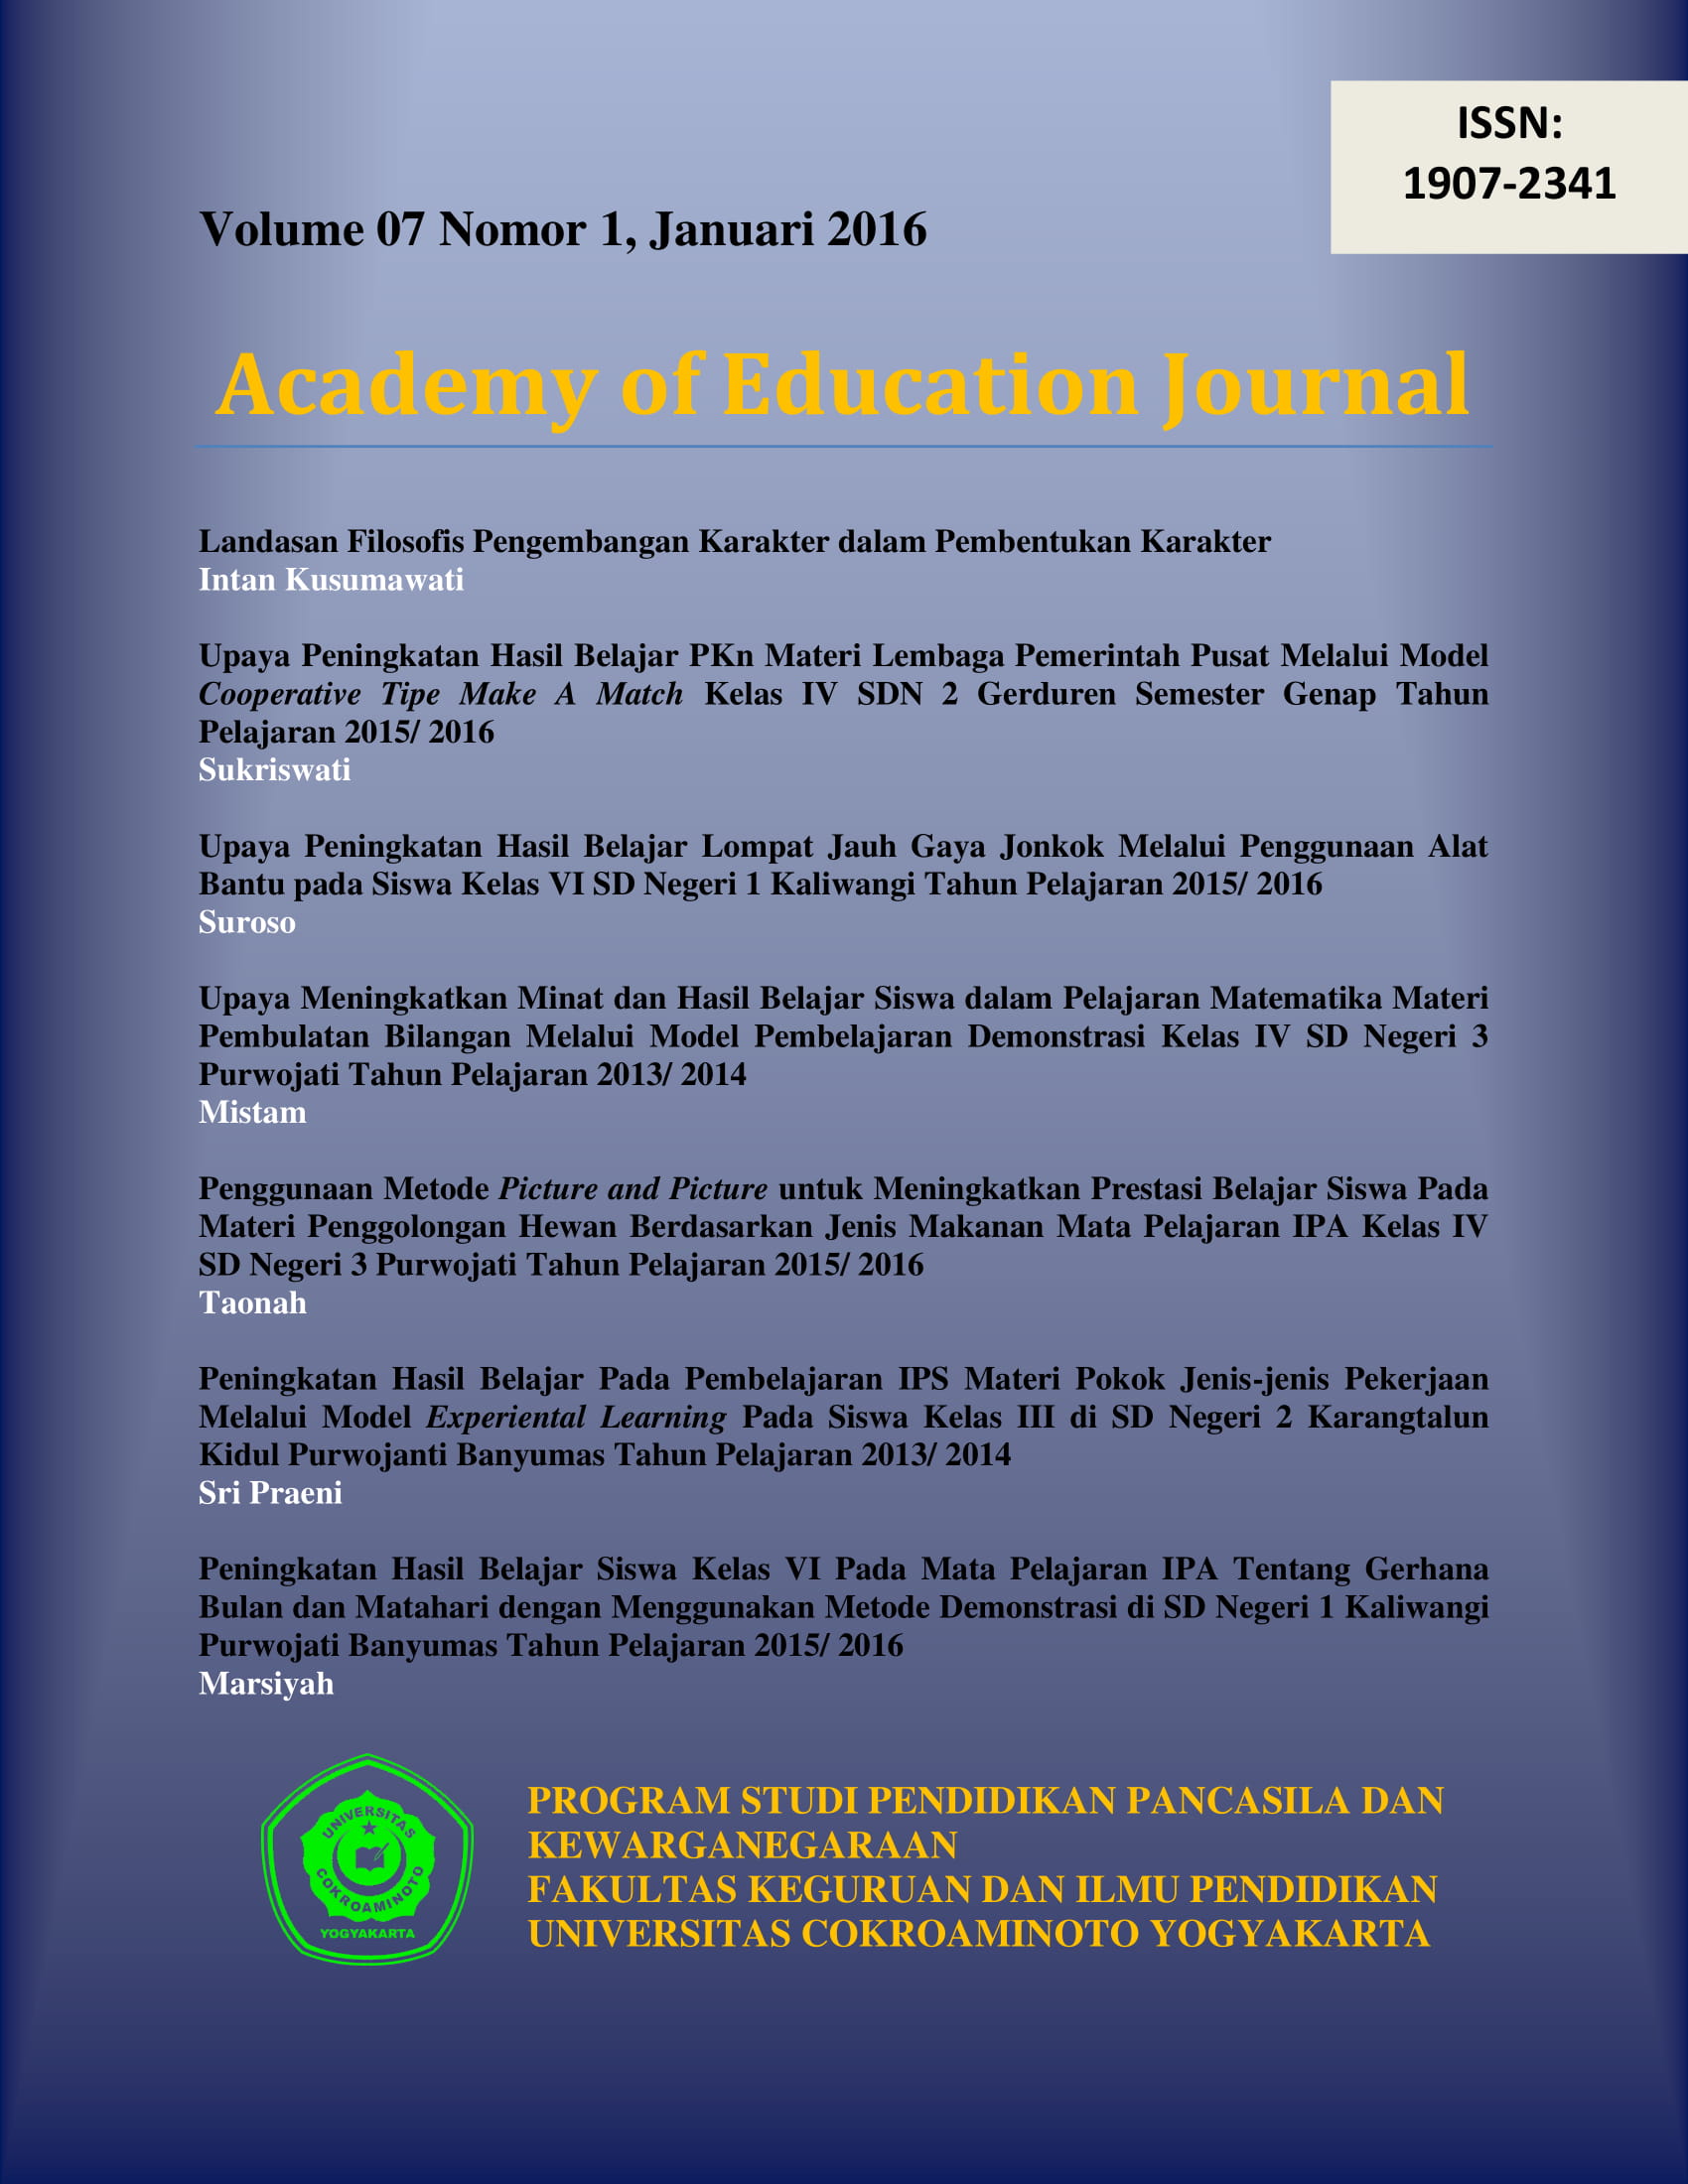 ISSN:
1907-2341
Volume 07 Nomor 1, Januari 2016
Academy of Education Journal
Landasan Filosofis Pengembangan Karakter dalam Pembentukan Karakter
Intan Kusumawati
Upaya Peningkatan Hasil Belajar PKn Materi Lembaga Pemerintah Pusat Melalui Model
Cooperative Tipe Make A Match Kelas IV SDN 2 Gerduren Semester Genap Tahun
Pelajaran 2015/ 2016
Sukriswati
Upaya Peningkatan Hasil Belajar Lompat Jauh Gaya Jonkok Melalui Penggunaan Alat
Bantu pada Siswa Kelas VI SD Negeri 1 Kaliwangi Tahun Pelajaran 2015/ 2016
Suroso
Upaya Meningkatkan Minat dan Hasil Belajar Siswa dalam Pelajaran Matematika Materi
Pembulatan Bilangan Melalui Model Pembelajaran Demonstrasi Kelas IV SD Negeri 3
Purwojati Tahun Pelajaran 2013/ 2014
Mistam
Penggunaan Metode Picture and Picture untuk Meningkatkan Prestasi Belajar Siswa Pada
Materi Penggolongan Hewan Berdasarkan Jenis Makanan Mata Pelajaran IPA Kelas IV
SD Negeri 3 Purwojati Tahun Pelajaran 2015/ 2016
Taonah
Peningkatan Hasil Belajar Pada Pembelajaran IPS Materi Pokok Jenis-jenis Pekerjaan
Melalui Model Experiental Learning Pada Siswa Kelas III di SD Negeri 2 Karangtalun
Kidul Purwojanti Banyumas Tahun Pelajaran 2013/ 2014
Sri Praeni
Peningkatan Hasil Belajar Siswa Kelas VI Pada Mata Pelajaran IPA Tentang Gerhana
Bulan dan Matahari dengan Menggunakan Metode Demonstrasi di SD Negeri 1 Kaliwangi
Purwojati Banyumas Tahun Pelajaran 2015/ 2016
Marsiyah
UNIVERSITAS
COKROAMINOTO
YOGYAKARTA
PROGRAM STUDI PENDIDIKAN PANCASILA DAN
KEWARGANEGARAAN
FAKULTAS KEGURUAN DAN ILMU PENDIDIKAN
UNIVERSITAS COKROAMINOTO YOGYAKARTA